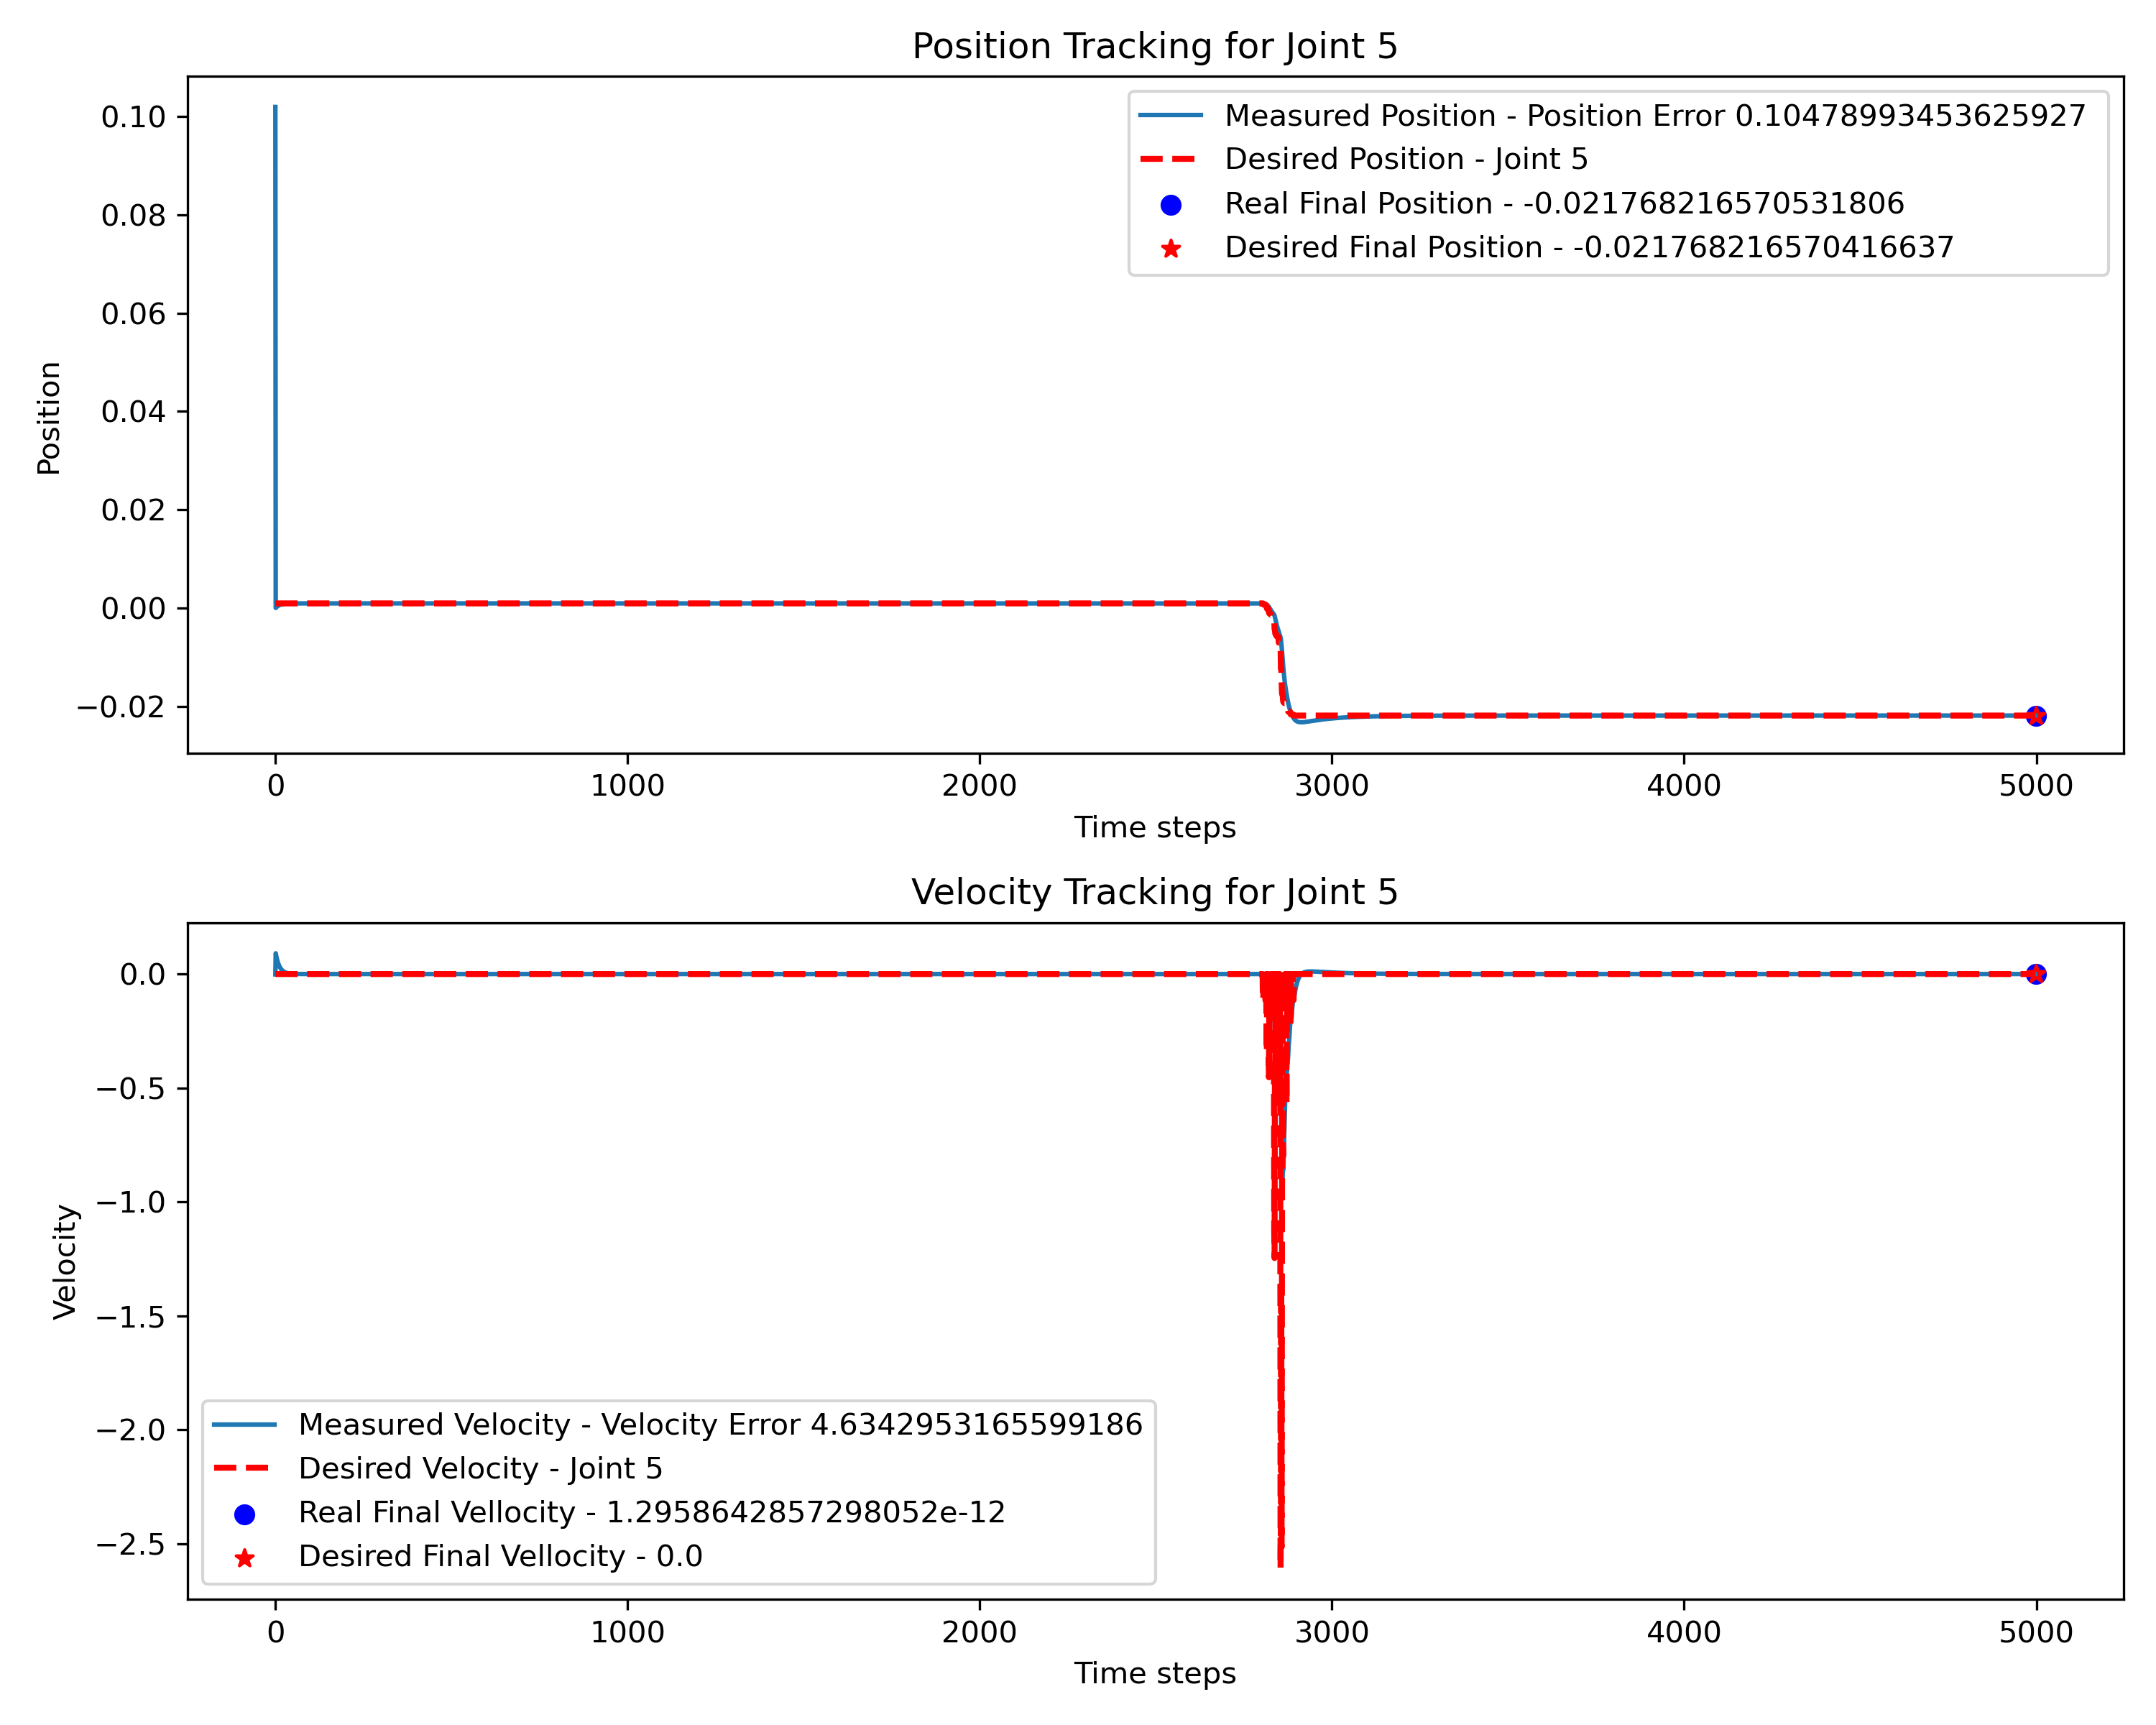 Position Tracking for Joint 5
Measured Position - Position Error 0.10478993453625927
Desired Position - Joint 5
Real Final Position - -0.021768216570531806
Desired Final Position - -0.021768216570416637
Position
0.10
0.08
0.06
0.04
0.02
0.00
−0.02
0 1000 2000 3000 4000 5000
Time steps
Velocity Tracking for Joint 5
Velocity
0.0
−0.5
−1.0
−1.5
−2.0
−2.5
Measured Velocity - Velocity Error 4.6342953165599186
Desired Velocity - Joint 5
Real Final Vellocity - 1.2958642857298052e-12
Desired Final Vellocity - 0.0
0 1000 2000 3000 4000 5000
Time steps